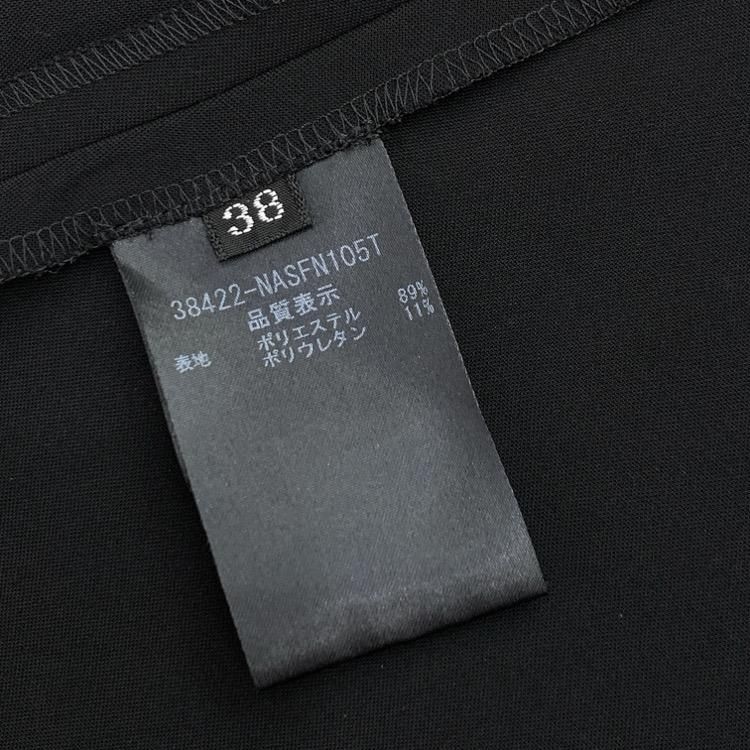 38
38422-NASFN105T
品質表示
表地 ポリエステル 89%
ポリウレタン 11%